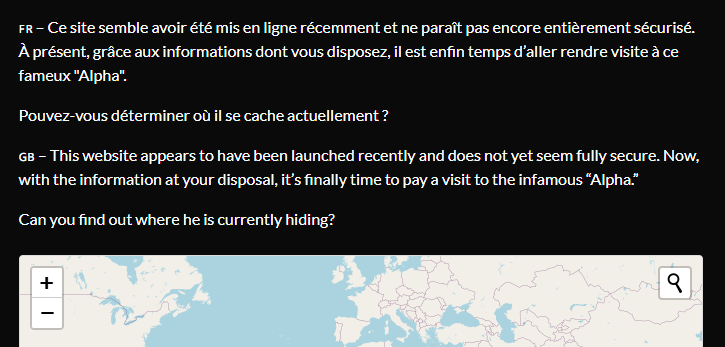 FR – Ce site semble avoir été mis en ligne récemment et ne paraît pas encore entièrement sécurisé.
À présent, grâce aux informations dont vous disposez, il est enfin temps d’aller rendre visite à ce
fameux "Alpha".
Pouvez-vous déterminer où il se cache actuellement ?
GB – This website appears to have been launched recently and does not yet seem fully secure. Now,
with the information at your disposal, it’s finally time to pay a visit to the infamous “Alpha.”
Can you find out where he is currently hiding?
+
−